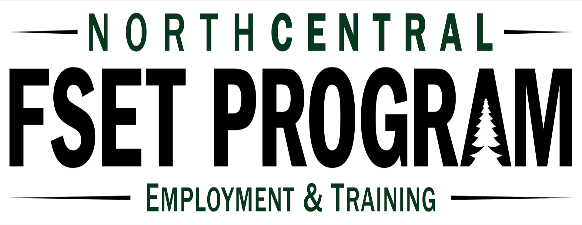 NORTHCENTRAL
FSET PROGRAM
EMPLOYMENT & TRAINING